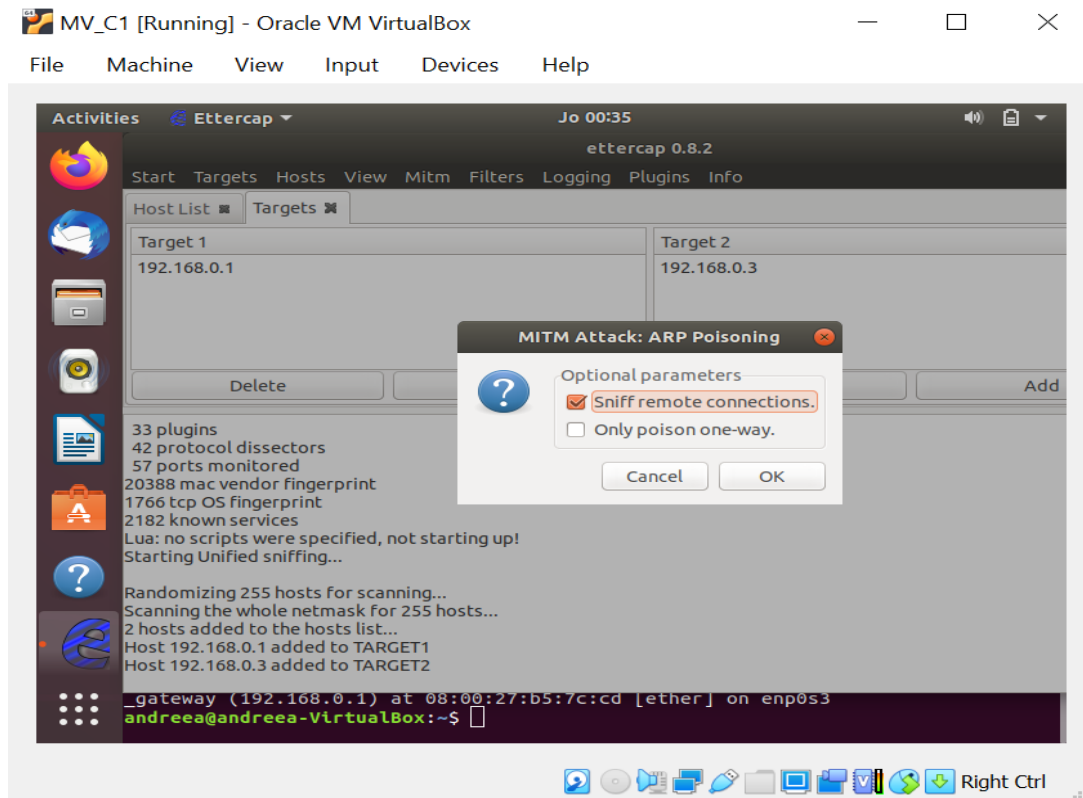 MV_C1 [Running] - Oracle VM VirtualBox
File Machine View Input Devices Help
Activities Ettercap Jo 00:35
ettercap 0.8.2
Start Targets Hosts View Mitm Filters Logging Plugins Info
Host List Targets
Target 1 Target 2
192.168.0.1 192.168.0.3
MITM Attack: ARP Poisoning
Optional parameters
Sniff remote connections.
Only poison one-way.
Cancel OK
Delete Add
33 plugins
42 protocol dissectors
57 ports monitored
20388 mac vendor fingerprint
1766 tcp OS fingerprint
2182 known services
Lua: no scripts were specified, not starting up!
Starting Unified sniffing...
Randomizing 255 hosts for scanning...
Scanning the whole netmask for 255 hosts...
2 hosts added to the hosts list...
Host 192.168.0.1 added to TARGET1
Host 192.168.0.3 added to TARGET2
_gateway (192.168.0.1) at 08:00:27:b5:7c:cd [ether] on enp0s3
andreea@andreea-VirtualBox:~$
Right Ctrl